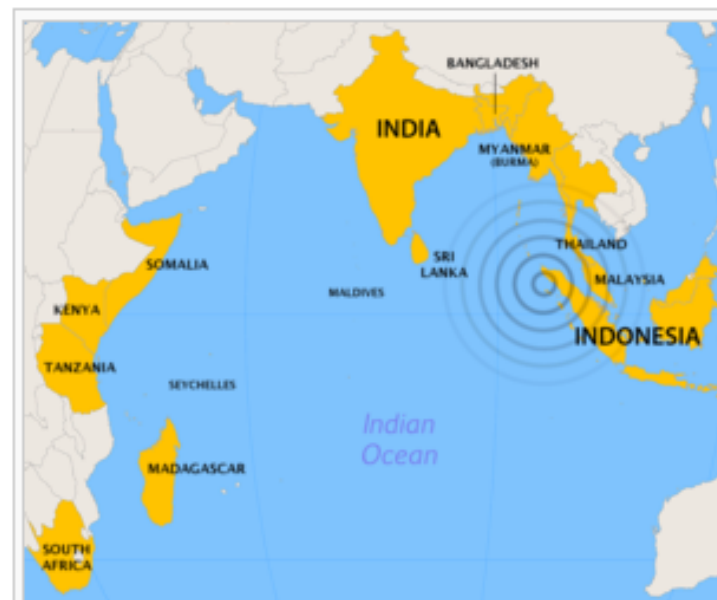 BANGLADESH
INDIA
MYANMAR
(BURMA)
THAILAND
SRI
LANKA
SOMALIA
MALAYSIA
MALDIVES
KENYA
INDONESIA
TANZANIA
SEYCHELLES
Indian
Ocean
MADAGASCAR
SOUTH
AFRICA